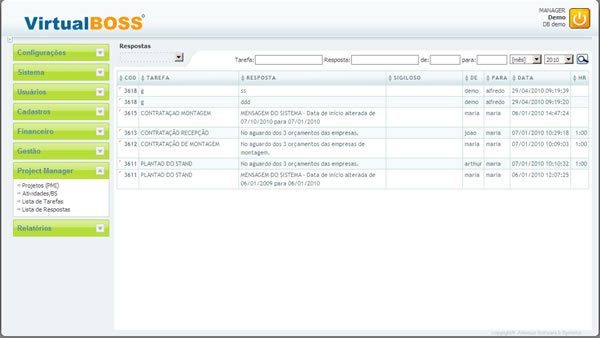 VirtualBOSS
MANAGER
Demo
DB demo
Configurações
Sistema
Usuários
Cadastros
Financeiro
Gestão
Project Manager
Projetos (PMI)
Atividades/BS
Lista de Tarefas
Lista de Respostas
Relatórios
Respostas
Tarefa: Resposta: de: para: [mês] 2010
COD TAREFA RESPOSTA SIGILOSO DE PARA DATA HR
3618 g ss demo alfredo 29/04/2010 09:19:39
3618 g ddd demo alfredo 29/04/2010 09:19:20
3615 CONTRATAÇAO MONTAGEM MENSAGEM DO SISTEMA - Data de início alterada de maria maria 06/01/2010 14:47:24
07/10/2010 para 07/01/2010
3613 CONTRATAÇÃO RECEPÇÃO No aguardo dos 3 orçamentos das empresas. joao maria 07/01/2010 10:29:18 1:00
3612 CONTRATAÇÃO DE MONTAGEM No aguardo dos 3 orçamentos das empresas de maria maria 07/01/2010 10:09:03 1:00
montagem.
3611 PLANTAO DO STAND No aguardo dos 3 orçamentos das empresas. arthur maria 07/01/2010 10:10:32 1:00
3611 PLANTAO DO STAND MENSAGEM DO SISTEMA - Data de início alterada de maria maria 06/01/2010 12:07:25
06/01/2009 para 06/01/2010